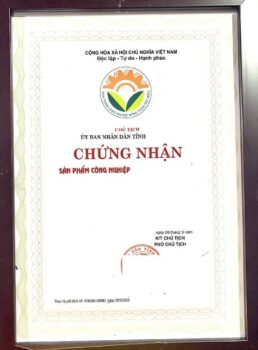 CỘNG HÒA XÃ HỘI CHỦ NGHĨA VIỆT NAM
Độc lập - Tự do - Hạnh phúc
CHỦ TỊCH
ỦY BAN NHÂN DÂN TỈNH
CHỨNG NHẬN
SẢN PHẨM CÔNG NGHIỆP
K/T CHỦ TỊCH
PHÓ CHỦ TỊCH